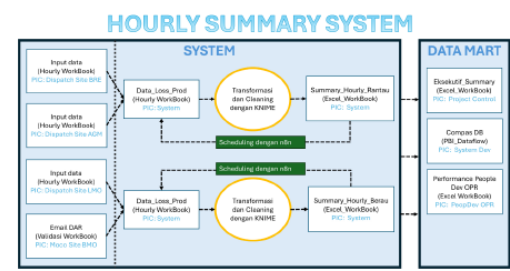 HOURLY SUMMARY SYSTEM
SYSTEM
DATA MART
Input data
(Hourly WorkBook)
PIC: Dispatch Site BRE
Input data
(Hourly WorkBook)
PIC: Dispatch Site AGM
Input data
(Hourly WorkBook)
PIC: Dispatch Site LMO
Email DAR
(Validasi WorkBook)
PIC: Moco Site BMO
Data_Loss_Prod
(Hourly WorkBook)
PIC: System
Transformasi
dan Cleaning
dengan KNIME
Summary_Hourly_Rantau
(Excel_WorkBook)
PIC: System
Scheduling dengan n8n
Scheduling dengan n8n
Data_Loss_Prod
(Hourly WorkBook)
PIC: System
Transformasi
dan Cleaning
dengan KNIME
Summary_Hourly_Berau
(Excel_WorkBook)
PIC: System
Eksekutif_Summary
(Excel_WorkBook)
PIC: Project Control
Compas DB
(PBI_Dataflow)
PIC: System Dev
Performance People
Dev OPR
(Excel WorkBook)
PIC: PeopDev OPR